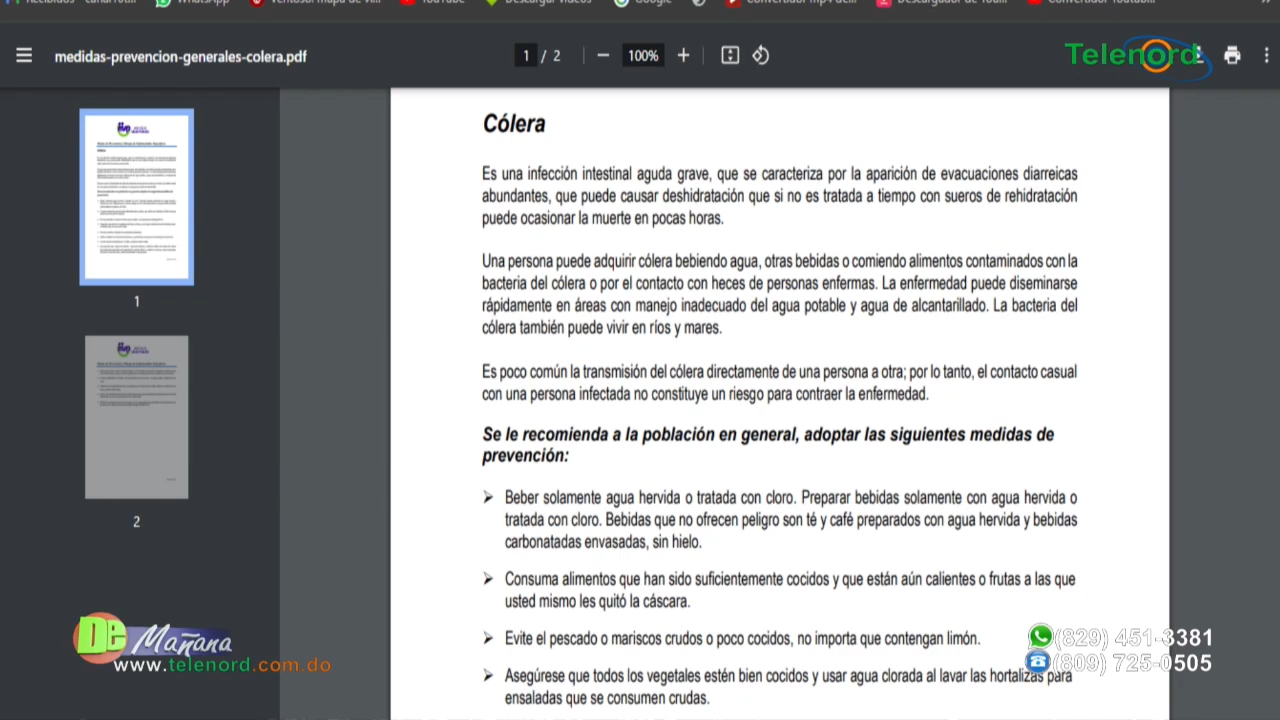 WhatsApp
YouTube
Descargar videos
Google
medidas-prevencion-generales-colera.pdf
1 / 2
100%
Telenord
1
2
Cólera
Es una infección intestinal aguda grave, que se caracteriza por la aparición de evacuaciones diarreicas
abundantes, que puede causar deshidratación que si no es tratada a tiempo con sueros de rehidratación
puede ocasionar la muerte en pocas horas.
Una persona puede adquirir cólera bebiendo agua, otras bebidas o comiendo alimentos contaminados con la
bacteria del cólera o por el contacto con heces de personas enfermas. La enfermedad puede diseminarse
rápidamente en áreas con manejo inadecuado del agua potable y agua de alcantarillado. La bacteria del
cólera también puede vivir en ríos y mares.
Es poco común la transmisión del cólera directamente de una persona a otra; por lo tanto, el contacto casual
con una persona infectada no constituye un riesgo para contraer la enfermedad.
Se le recomienda a la población en general, adoptar las siguientes medidas de
prevención:
Beber solamente agua hervida o tratada con cloro. Preparar bebidas solamente con agua hervida o
tratada con cloro. Bebidas que no ofrecen peligro son té y café preparados con agua hervida y bebidas
carbonatadas envasadas, sin hielo.
Consuma alimentos que han sido suficientemente cocidos y que están aún calientes o frutas a las que
usted mismo les quitó la cáscara.
Evite el pescado o mariscos crudos o poco cocidos, no importa que contengan limón.
Asegúrese que todos los vegetales estén bien cocidos y usar agua clorada al lavar las hortalizas para
ensaladas que se consumen crudas.
De Mañana
www.telenord.com.do
(829) 451-3381
(809) 725-0505